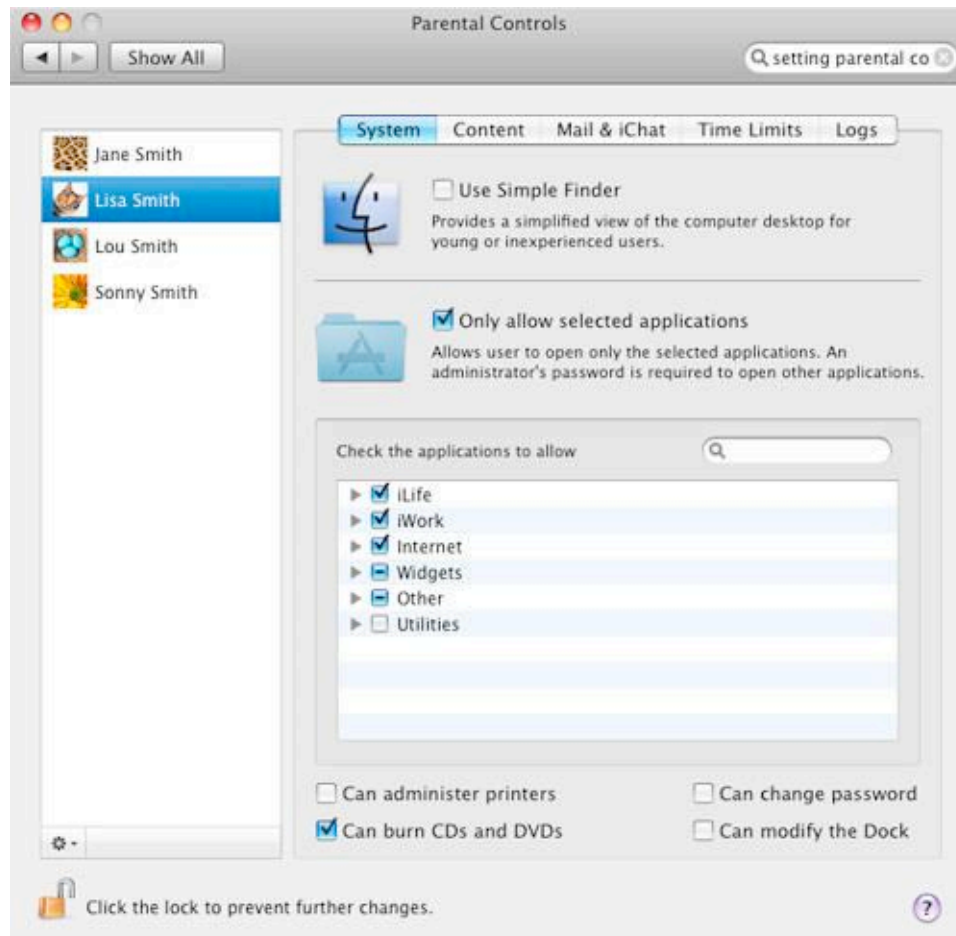 Parental Controls
Show All
setting parental co
Jane Smith
Lisa Smith
Lou Smith
Sonny Smith
System Content Mail & iChat Time Limits Logs
Use Simple Finder
Provides a simplified view of the computer desktop for
young or inexperienced users.
Only allow selected applications
Allows user to open only the selected applications. An
administrator's password is required to open other applications.
Check the applications to allow
iLife
iWork
Internet
Widgets
Other
Utilities
Can administer printers
Can change password
Can burn CDs and DVDs
Can modify the Dock
Click the lock to prevent further changes.
?